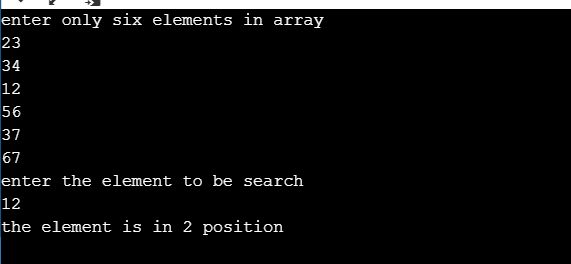 enter only six elements in array
23
34
12
56
37
67
enter the element to be search
12
the element is in 2 position